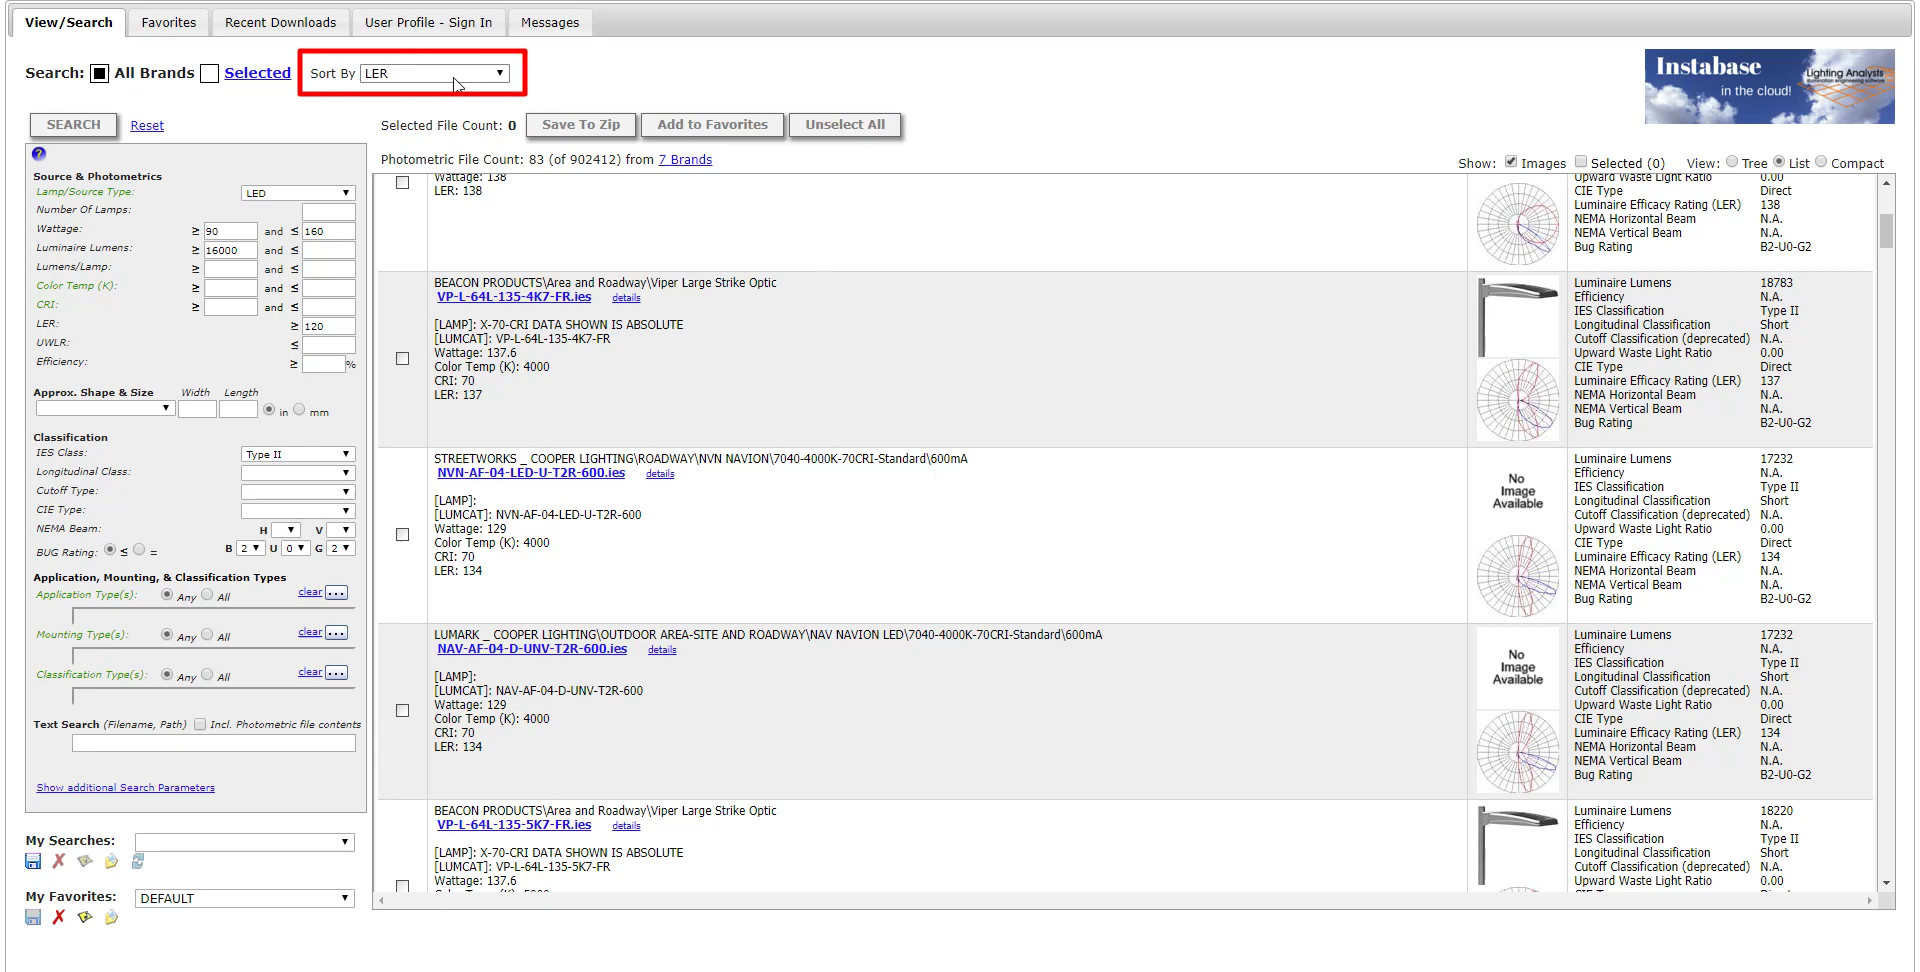 View/Search Favorites Recent Downloads User Profile - Sign In Messages
Search: All Brands Selected Sort By LER
Instabase
in the cloud!
Lighting Analysts
SEARCH Reset Selected File Count: 0 Save To Zip Add to Favorites Unselect All
Photometric File Count: 83 (of 902412) from 7 Brands
Show: Images Selected (0) View: Tree List Compact
?
Source & Photometrics
Lamp/Source Type: LED
Number Of Lamps:
Wattage: ≥ 90 and ≤ 160
Luminaire Lumens: ≥ 16000 and ≤
Lumens/Lamp: ≥ and ≤
Color Temp (K): ≥ and ≤
CRI: ≥ and ≤
LER: ≥ 120
UWLR: ≤
Efficiency: ≥ %
Approx. Shape & Size Width Length
in mm
Classification
IES Class: Type II
Longitudinal Class:
Cutoff Type:
CIE Type:
NEMA Beam: H V
BUG Rating: ≤ = B 2 U 0 G 2
Application, Mounting, & Classification Types
Application Type(s): Any All clear ...
Mounting Type(s): Any All clear ...
Classification Type(s): Any All clear ...
Text Search (Filename, Path) Incl. Photometric file contents
Show additional Search Parameters
My Searches:
My Favorites: DEFAULT
Wattage: 138
LER: 138
Upward Waste Light Ratio 0.00
CIE Type Direct
Luminaire Efficacy Rating (LER) 138
NEMA Horizontal Beam N.A.
NEMA Vertical Beam N.A.
Bug Rating B2-U0-G2
BEACON PRODUCTS\Area and Roadway\Viper Large Strike Optic
VP-L-64L-135-4K7-FR.ies details
[LAMP]: X-70-CRI DATA SHOWN IS ABSOLUTE
[LUMCAT]: VP-L-64L-135-4K7-FR
Wattage: 137.6
Color Temp (K): 4000
CRI: 70
LER: 137
Luminaire Lumens 18783
Efficiency N.A.
IES Classification Type II
Longitudinal Classification Short
Cutoff Classification (deprecated) N.A.
Upward Waste Light Ratio 0.00
CIE Type Direct
Luminaire Efficacy Rating (LER) 137
NEMA Horizontal Beam N.A.
NEMA Vertical Beam N.A.
Bug Rating B2-U0-G2
STREETWORKS _ COOPER LIGHTING\ROADWAY\NVN NAVION\7040-4000K-70CRI-Standard\600mA
NVN-AF-04-LED-U-T2R-600.ies details
[LAMP]:
[LUMCAT]: NVN-AF-04-LED-U-T2R-600
Wattage: 129
Color Temp (K): 4000
CRI: 70
LER: 134
No
Image
Available
Luminaire Lumens 17232
Efficiency N.A.
IES Classification Type II
Longitudinal Classification Short
Cutoff Classification (deprecated) N.A.
Upward Waste Light Ratio 0.00
CIE Type Direct
Luminaire Efficacy Rating (LER) 134
NEMA Horizontal Beam N.A.
NEMA Vertical Beam N.A.
Bug Rating B2-U0-G2
LUMARK _ COOPER LIGHTING\OUTDOOR AREA-SITE AND ROADWAY\NAV NAVION LED\7040-4000K-70CRI-Standard\600mA
NAV-AF-04-D-UNV-T2R-600.ies details
[LAMP]:
[LUMCAT]: NAV-AF-04-D-UNV-T2R-600
Wattage: 129
Color Temp (K): 4000
CRI: 70
LER: 134
No
Image
Available
Luminaire Lumens 17232
Efficiency N.A.
IES Classification Type II
Longitudinal Classification Short
Cutoff Classification (deprecated) N.A.
Upward Waste Light Ratio 0.00
CIE Type Direct
Luminaire Efficacy Rating (LER) 134
NEMA Horizontal Beam N.A.
NEMA Vertical Beam N.A.
Bug Rating B2-U0-G2
BEACON PRODUCTS\Area and Roadway\Viper Large Strike Optic
VP-L-64L-135-5K7-FR.ies details
[LAMP]: X-70-CRI DATA SHOWN IS ABSOLUTE
[LUMCAT]: VP-L-64L-135-5K7-FR
Wattage: 137.6
Luminaire Lumens 18220
Efficiency N.A.
IES Classification Type II
Longitudinal Classification Short
Cutoff Classification (deprecated) N.A.
Upward Waste Light Ratio 0.00